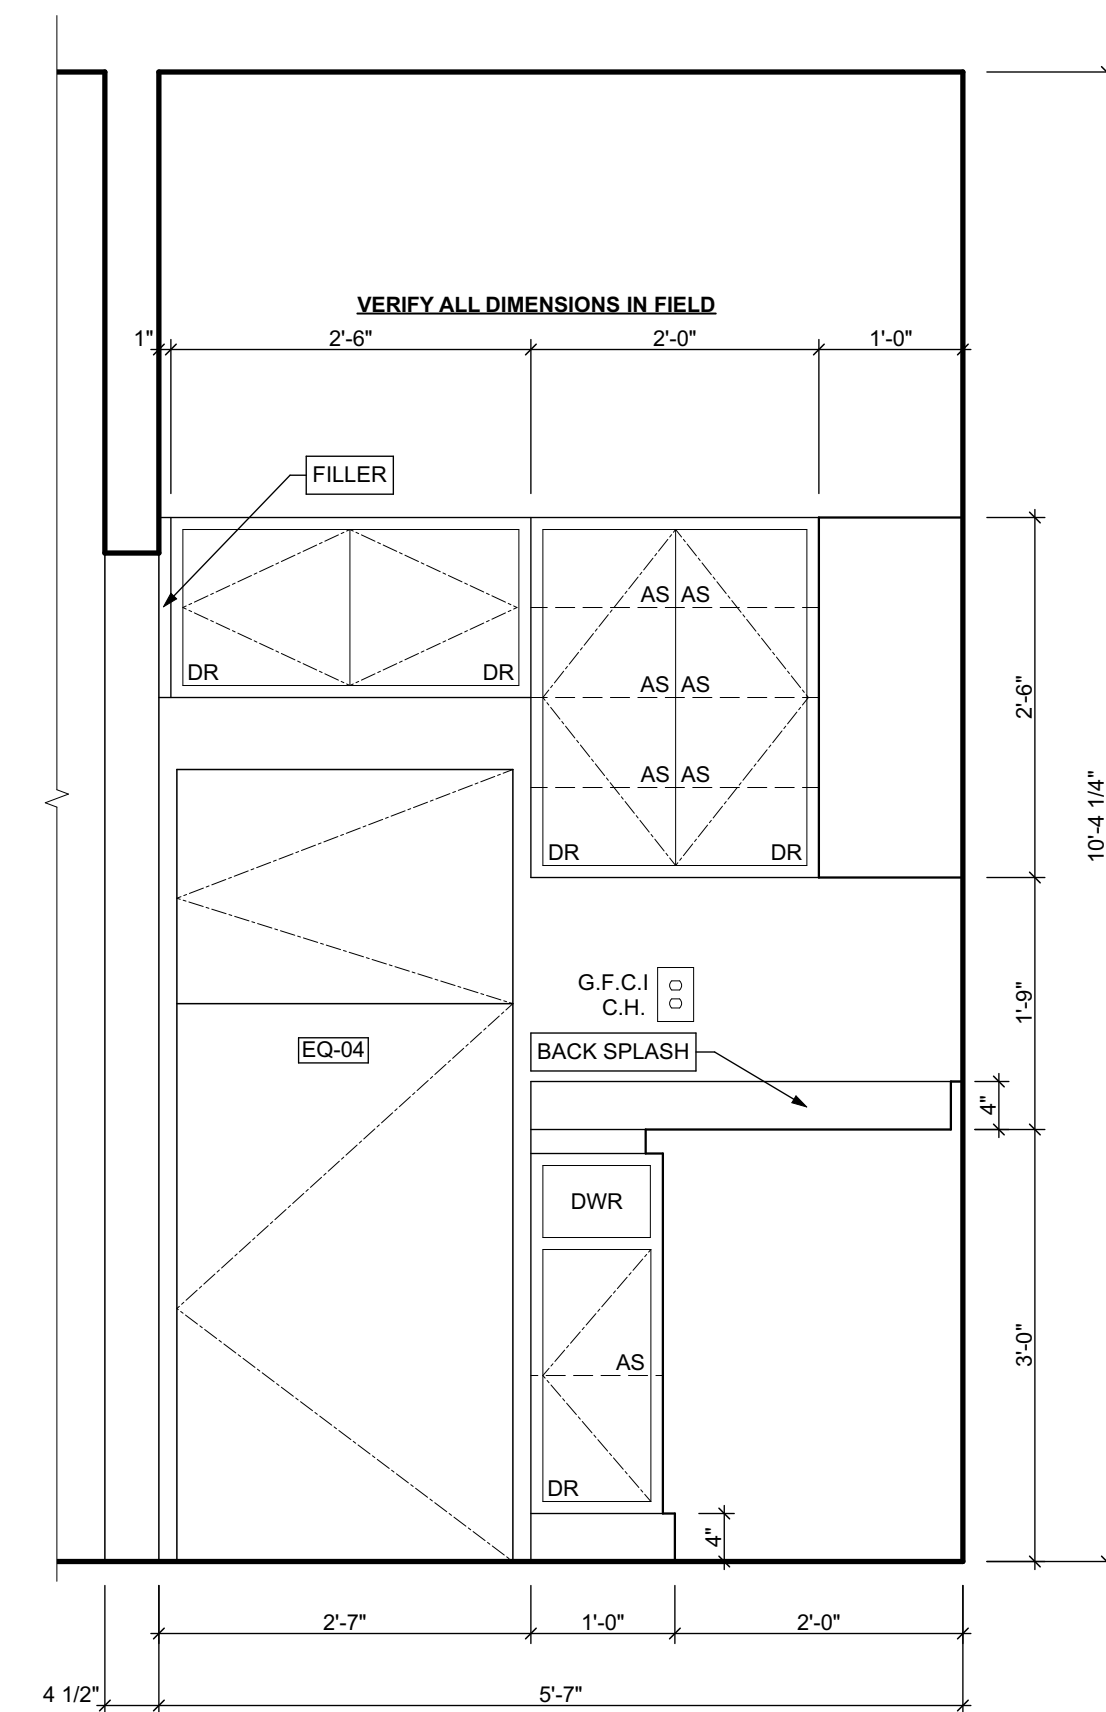 VERIFY ALL DIMENSIONS IN FIELD
1" 2'-6" 2'-0" 1'-0"
FILLER
AS AS
DR DR
AS AS
2'-6"
AS AS
10'-4 1/4"
DR DR
G.F.C.I
C.H.
1'-9"
EQ-04
BACK SPLASH
4"
DWR
3'-0"
AS
DR
4"
2'-7" 1'-0" 2'-0"
4 1/2" 5'-7"